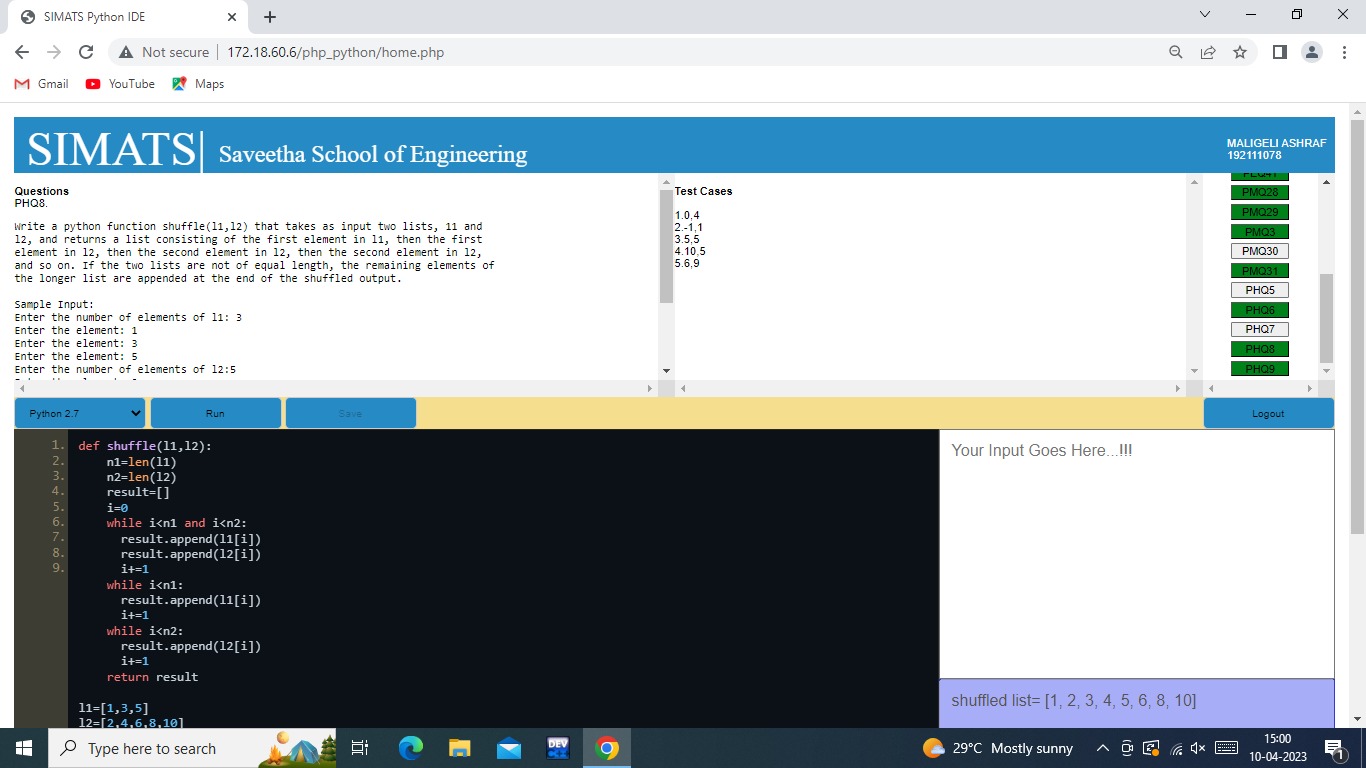 SIMATS Python IDE
Not secure
172.18.60.6/php_python/home.php
Gmail
YouTube
Maps
SIMATS|
Saveetha School of Engineering
MALIGELI ASHRAF
192111078
Questions
PHQ8.
Write a python function shuffle(l1,l2) that takes as input two lists, 11 and
l2, and returns a list consisting of the first element in l1, then the first
element in l2, then the second element in l2, then the second element in l2,
and so on. If the two lists are not of equal length, the remaining elements of
the longer list are appended at the end of the shuffled output.
Sample Input:
Enter the number of elements of l1: 3
Enter the element: 1
Enter the element: 3
Enter the element: 5
Enter the number of elements of l2:5
Test Cases
1.0,4
2.-1,1
3.5,5
4.10,5
5.6,9
PMQ28
PMQ29
PMQ3
PMQ30
PMQ31
PHQ5
PHQ6
PHQ7
PHQ8
PHQ9
Python 2.7
Run
Save
Logout
1. def shuffle(l1,l2):
2. n1=len(l1)
3. n2=len(l2)
4. result=[]
5. i=0
6. while i<n1 and i<n2:
7. result.append(l1[i])
8. result.append(l2[i])
9. i+=1
while i<n1:
result.append(l1[i])
i+=1
while i<n2:
result.append(l2[i])
i+=1
return result
l1=[1,3,5]
l2=[2,4,6,8,10]
Your Input Goes Here...!!!
shuffled list= [1, 2, 3, 4, 5, 6, 8, 10]
Type here to search
DEV
29°C Mostly sunny
15:00
10-04-2023
1